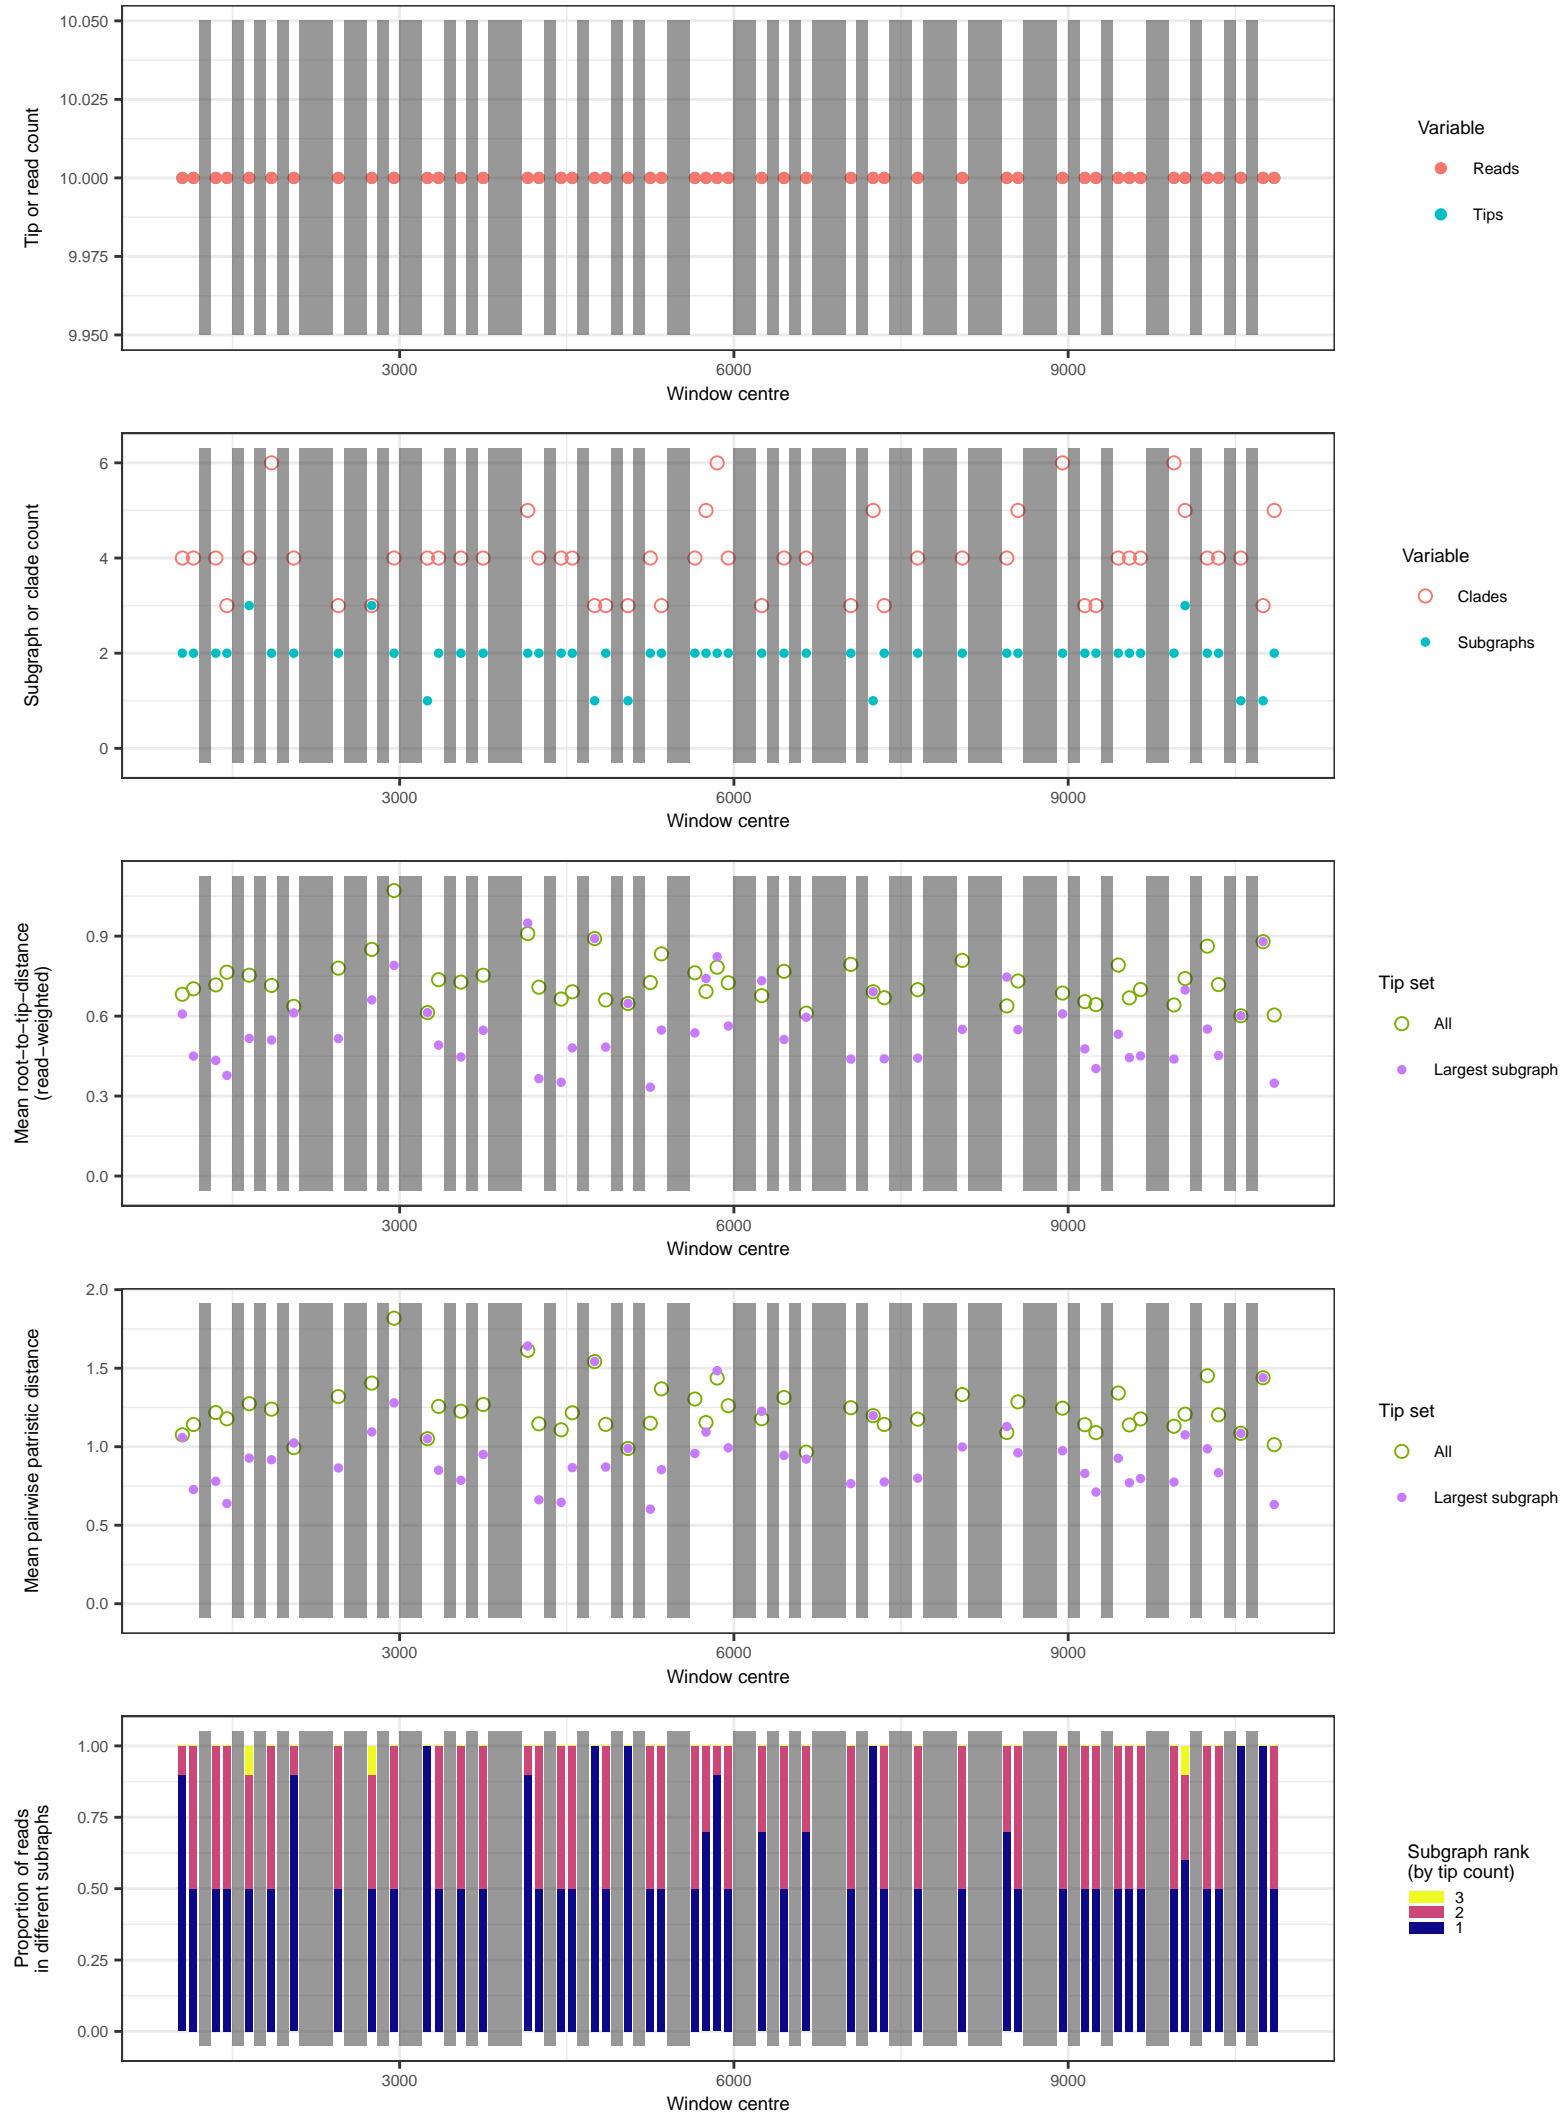 10.050
10.025
10.000
9.975
9.950
Tip or read count
3000
6000
9000
Window centre
Variable
Reads
Tips
6
4
2
0
Subgraph or clade count
3000
6000
9000
Window centre
Variable
Clades
Subgraphs
0.9
0.6
0.3
0.0
Mean root−to−tip−distance
(read−weighted)
3000
6000
9000
Window centre
Tip set
All
Largest subgraph
2.0
1.5
1.0
0.5
0.0
Mean pairwise patristic distance
3000
6000
9000
Window centre
Tip set
All
Largest subgraph
1.00
0.75
0.50
0.25
0.00
Proportion of reads
in different subraphs
3000
6000
9000
Window centre
Subgraph rank
(by tip count)
3
2
1